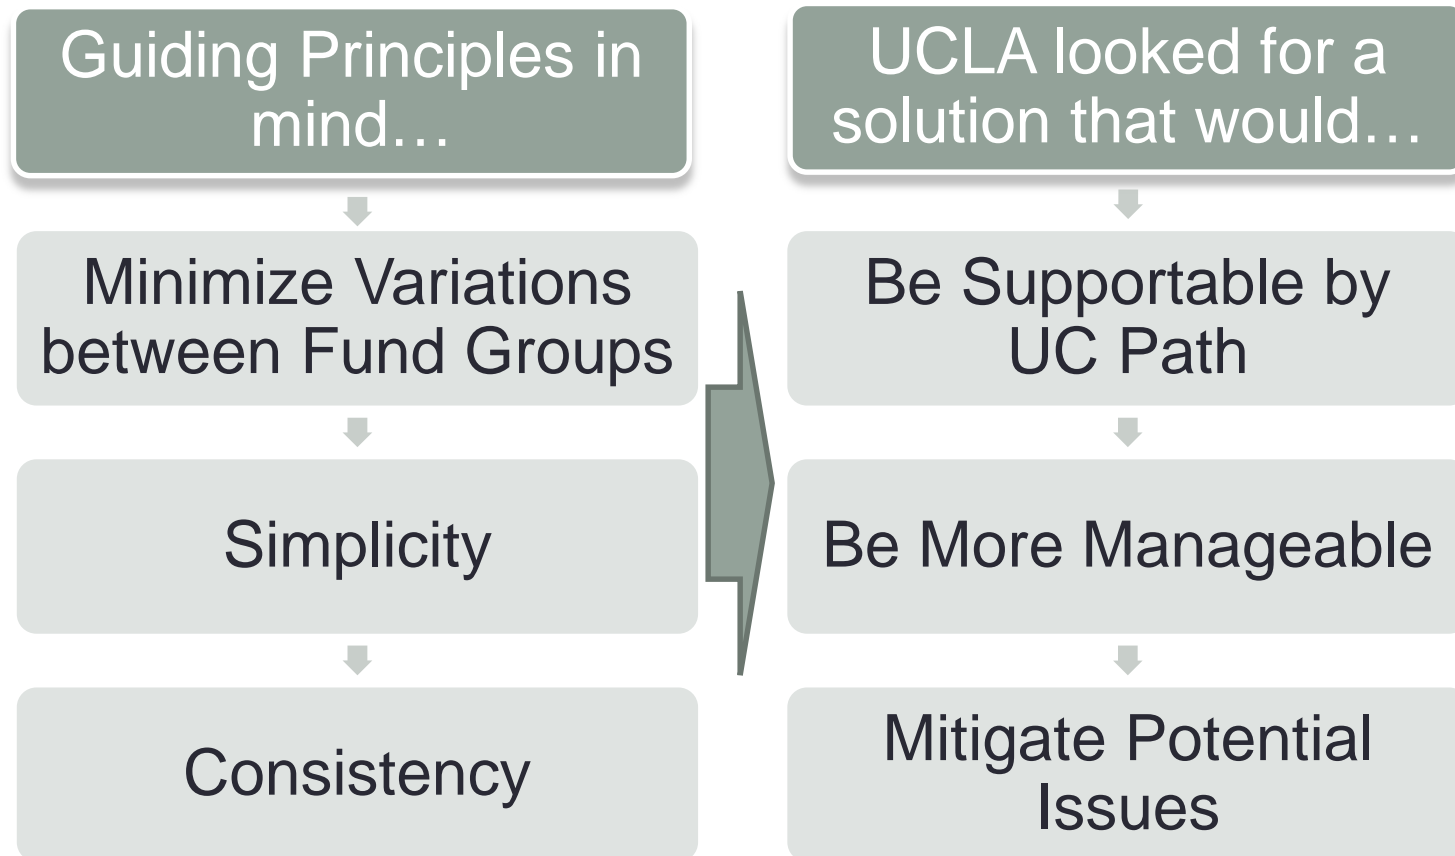 Guiding Principles in
mind…
Minimize Variations
between Fund Groups
Simplicity
Consistency
UCLA looked for a
solution that would…
Be Supportable by
UC Path
Be More Manageable
Mitigate Potential
Issues